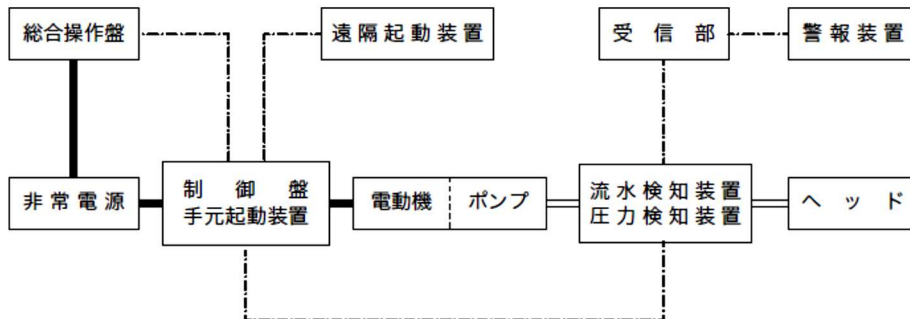 総合操作盤
遠隔起動装置
受信部
警報装置
非常電源
制御盤
手元起動装置
電動機
ポンプ
流水検知装置
圧力検知装置
ヘッド